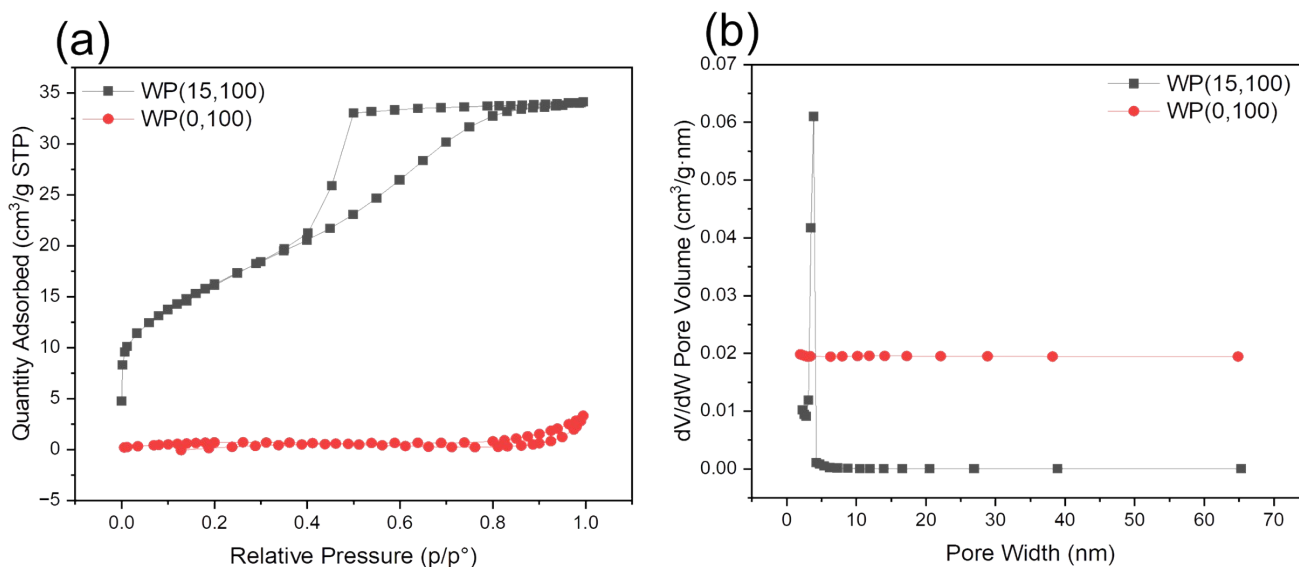 (a)
WP(15,100)
WP(0,100)
Quantity Adsorbed (cm³/g STP)
35
30
25
20
15
10
5
0
−5
0.0 0.2 0.4 0.6 0.8 1.0
Relative Pressure (p/p°)
(b)
WP(15,100)
WP(0,100)
dV/dW Pore Volume (cm³/g·nm)
0.07
0.06
0.05
0.04
0.03
0.02
0.01
0.00
0 10 20 30 40 50 60 70
Pore Width (nm)